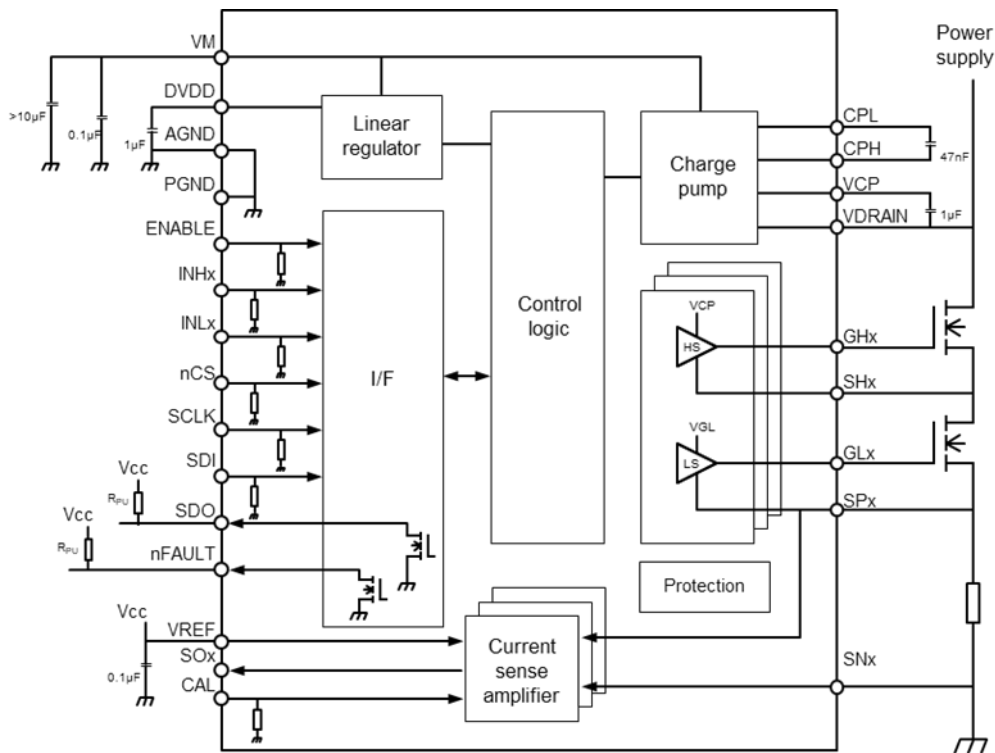 VM
DVDD
AGND
PGND
ENABLE
INHx
INLx
nCS
SCLK
SDI
SDO
nFAULT
VREF
SOx
CAL
>10µF
0.1µF
1µF
Vcc
RPU
Vcc
RPU
Vcc
0.1µF
Linear
regulator
I/F
Control
logic
Charge
pump
VCP
HS
VGL
LS
Protection
Current
sense
amplifier
CPL
CPH
VCP
VDRAIN
GHx
SHx
GLx
SPx
SNx
47nF
1µF
Power
supply